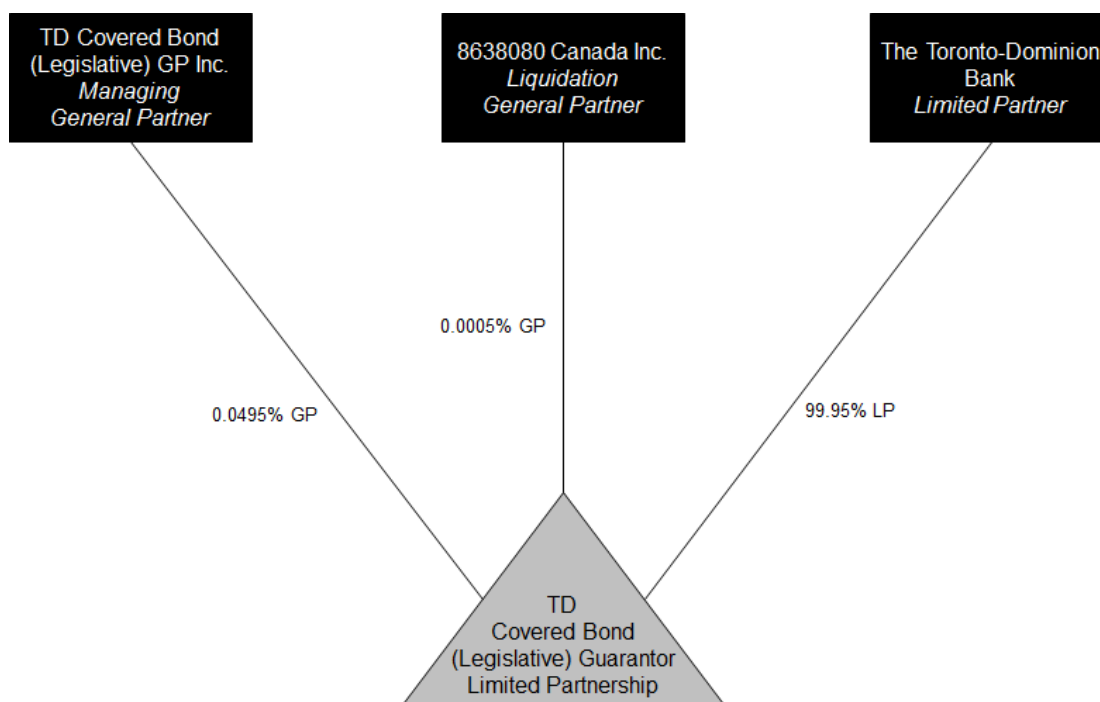 TD Covered Bond
(Legislative) GP Inc.
Managing
General Partner
8638080 Canada Inc.
Liquidation
General Partner
The Toronto-Dominion
Bank
Limited Partner
0.0005% GP
0.0495% GP
99.95% LP
TD
Covered Bond
(Legislative) Guarantor
Limited Partnership